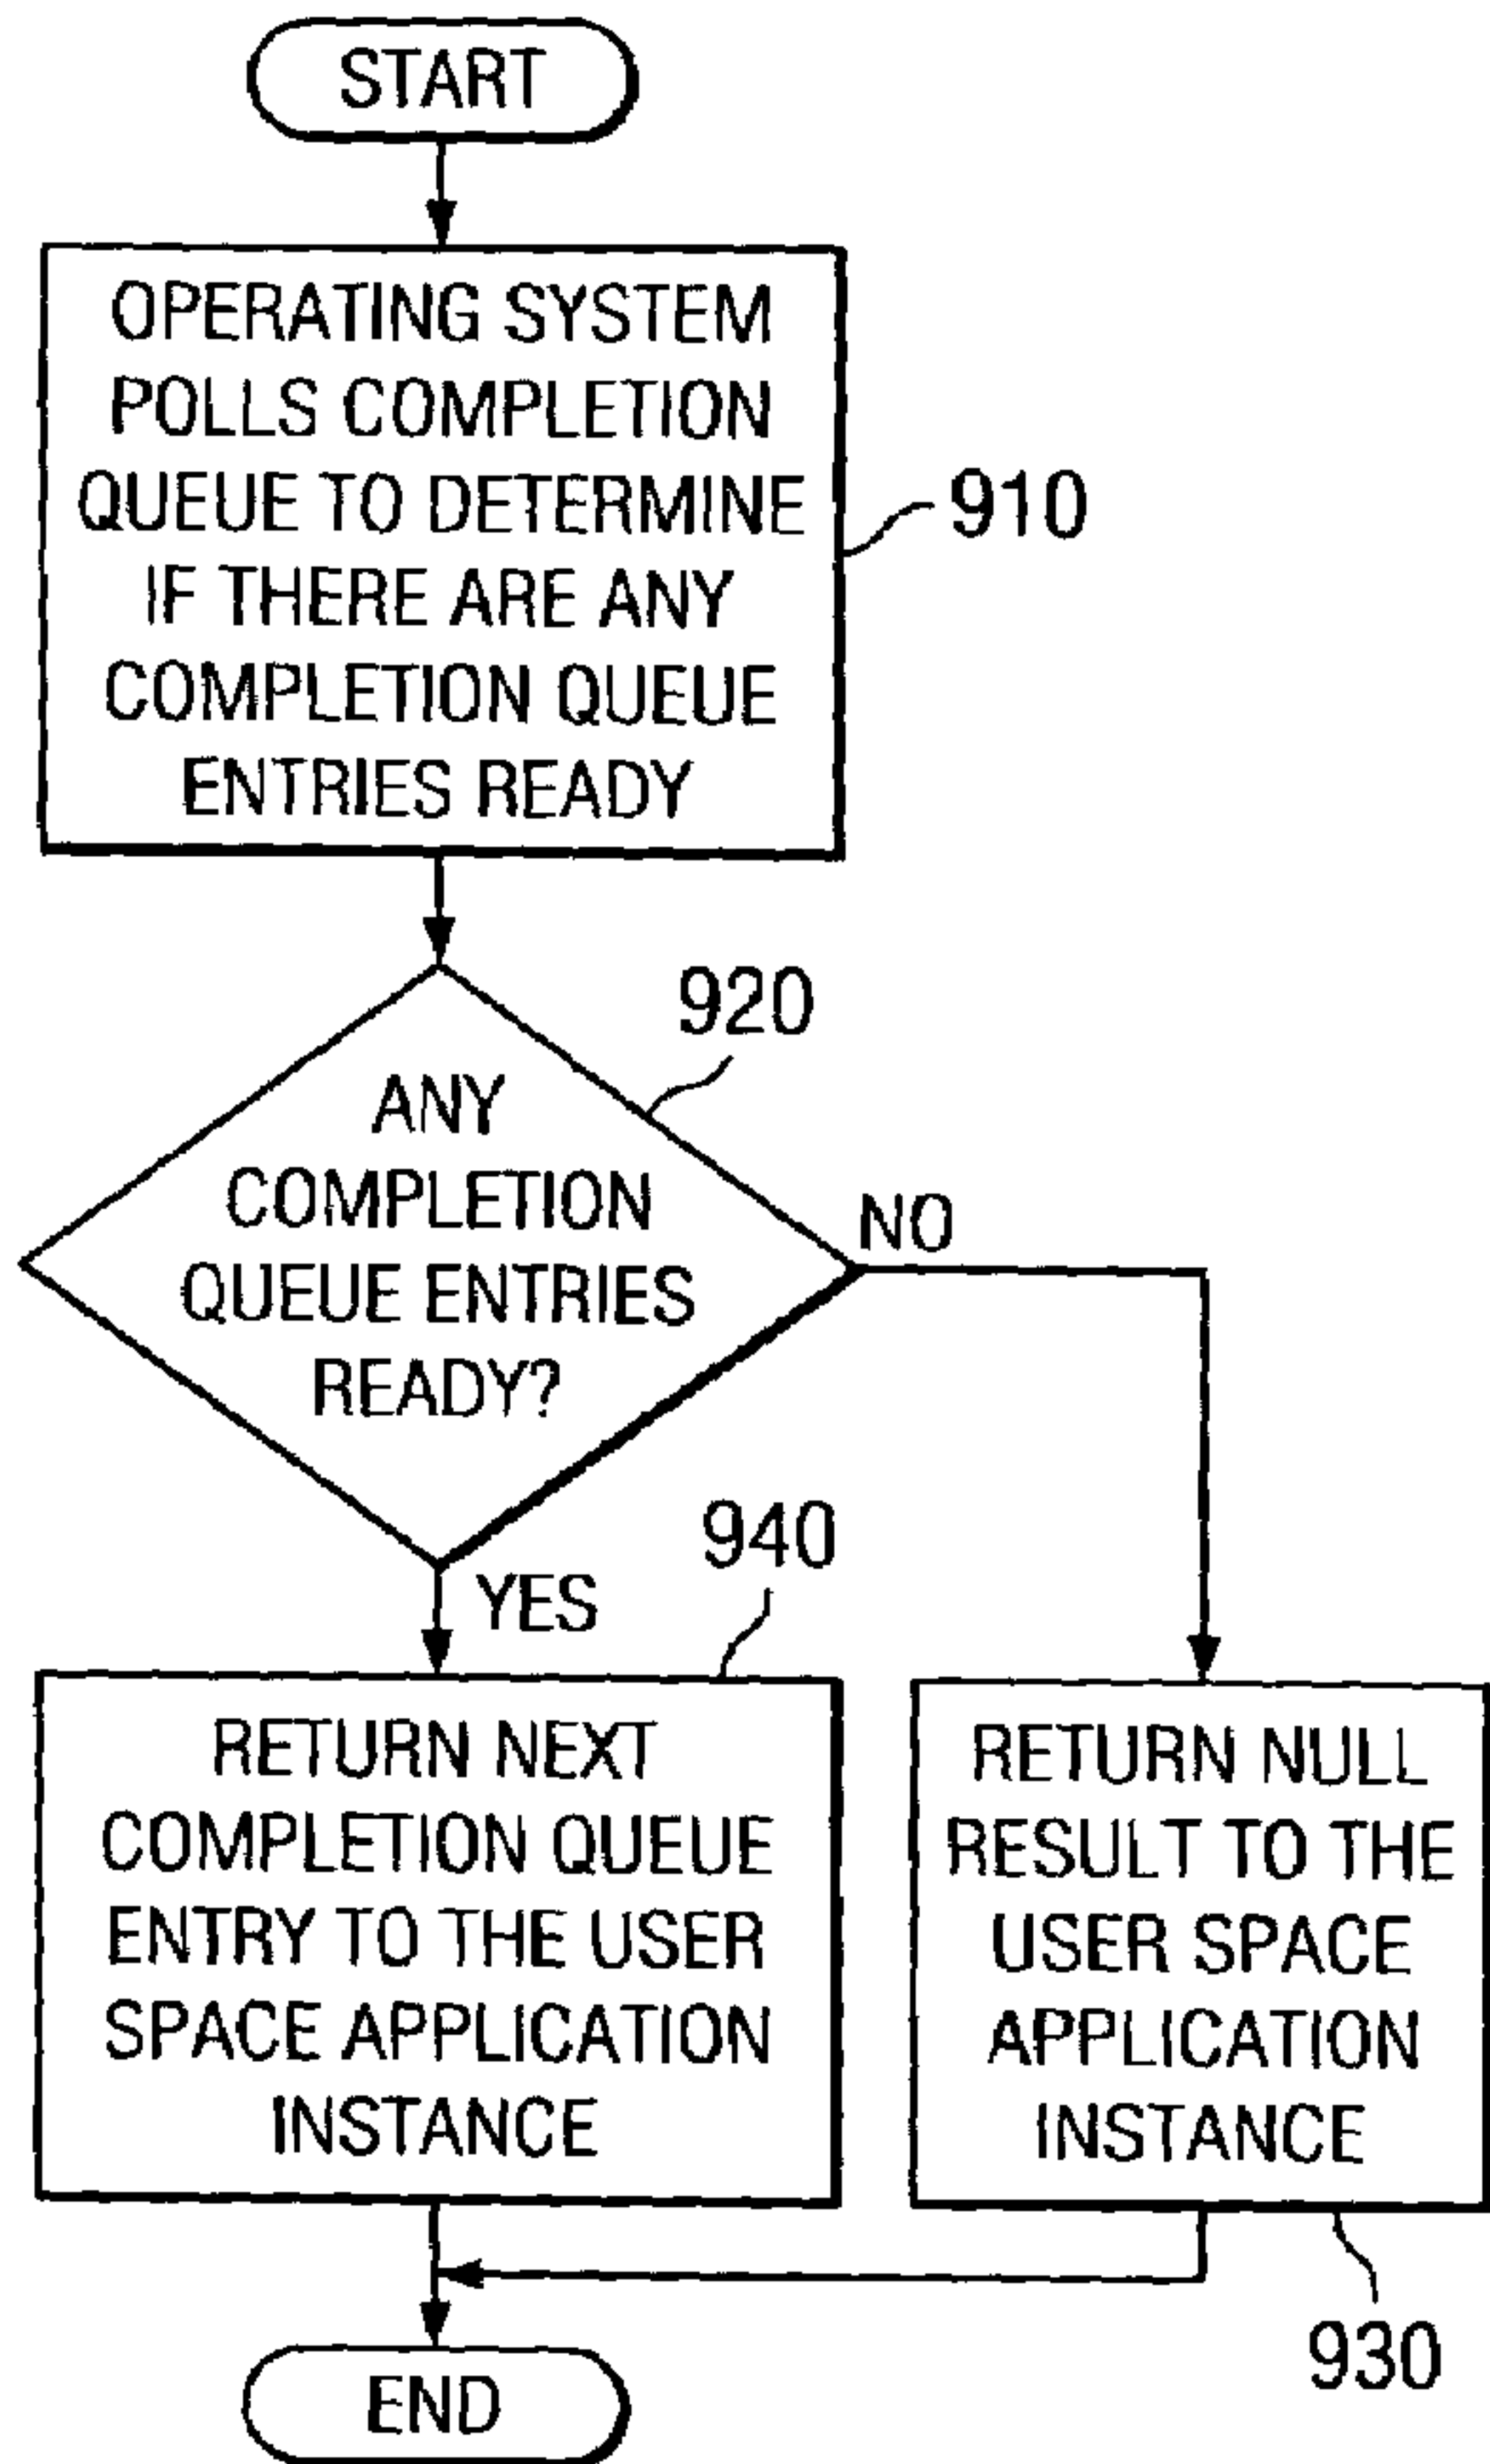 START
OPERATING SYSTEM
POLLS COMPLETION
QUEUE TO DETERMINE
IF THERE ARE ANY
COMPLETION QUEUE
ENTRIES READY
910
920
ANY
COMPLETION
QUEUE ENTRIES
READY?
NO
YES
940
RETURN NEXT
COMPLETION QUEUE
ENTRY TO THE USER
SPACE APPLICATION
INSTANCE
RETURN NULL
RESULT TO THE
USER SPACE
APPLICATION
INSTANCE
930
END